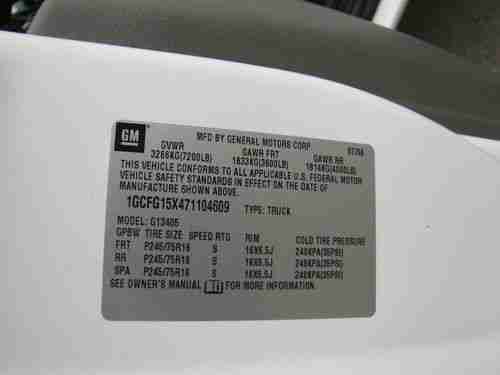 GM
MFD BY GENERAL MOTORS CORP
GVWR GAWR FRT GAWR RR
3266KG(7200LB) 1633KG(3600LB) 1814KG(4000LB)
THIS VEHICLE CONFORMS TO ALL APPLICABLE U.S. FEDERAL MOTOR
VEHICLE SAFETY STANDARDS IN EFFECT ON THE DATE OF
MANUFACTURE SHOWN ABOVE.
1GCFG15X471104609 TYPE: TRUCK
MODEL: G13405
GPBW TIRE SIZE SPEED RTG RIM COLD TIRE PRESSURE
FRT P245/75R16 S 16X6.5J 240KPA(35PSI)
RR P245/75R16 S 16X6.5J 240KPA(35PSI)
SPA P245/75R16 S 16X6.5J 240KPA(35PSI)
SEE OWNER'S MANUAL FOR MORE INFORMATION.